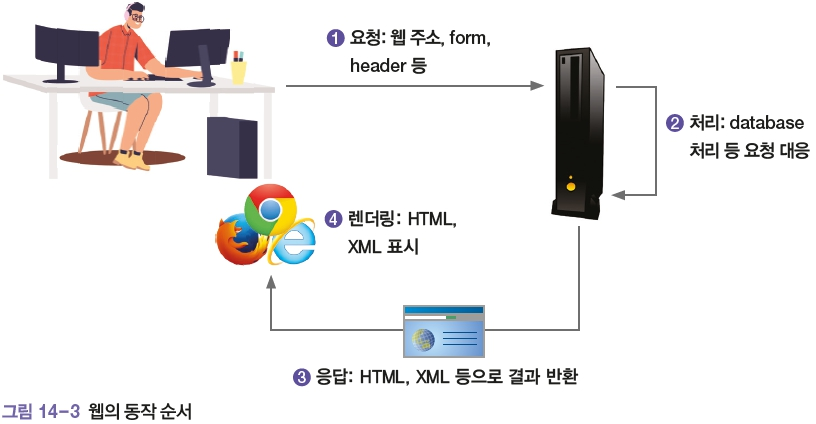 ❶ 요청: 웹 주소, form,
header 등
❷ 처리: database
처리 등 요청 대응
❹ 렌더링: HTML,
XML 표시
❸ 응답: HTML, XML 등으로 결과 반환
그림 14-3 웹의 동작 순서